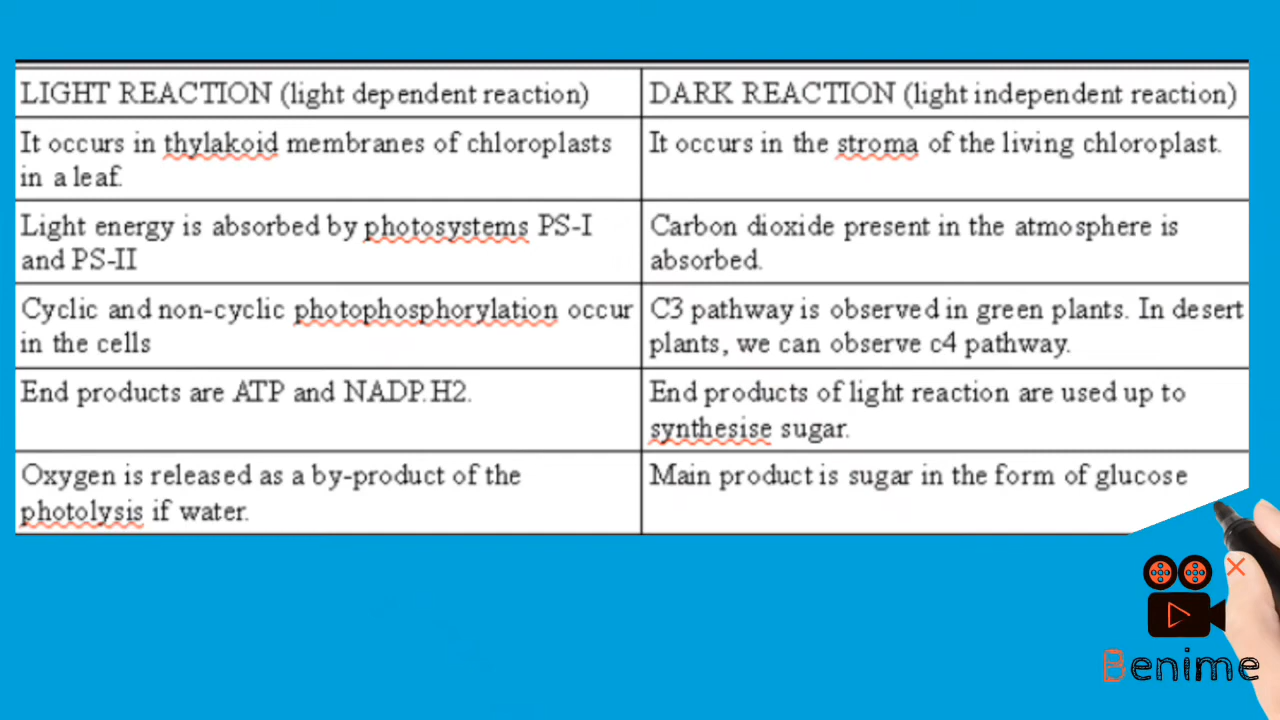 LIGHT REACTION (light dependent reaction)
DARK REACTION (light independent reaction)
It occurs in thylakoid membranes of chloroplasts
in a leaf.
It occurs in the stroma of the living chloroplast.
Light energy is absorbed by photosystems PS-I
and PS-II
Carbon dioxide present in the atmosphere is
absorbed.
Cyclic and non-cyclic photophosphorylation occur
in the cells
C3 pathway is observed in green plants. In desert
plants, we can observe c4 pathway.
End products are ATP and NADP.H2.
End products of light reaction are used up to
synthesise sugar.
Oxygen is released as a by-product of the
photolysis if water.
Main product is sugar in the form of glucose
Benime